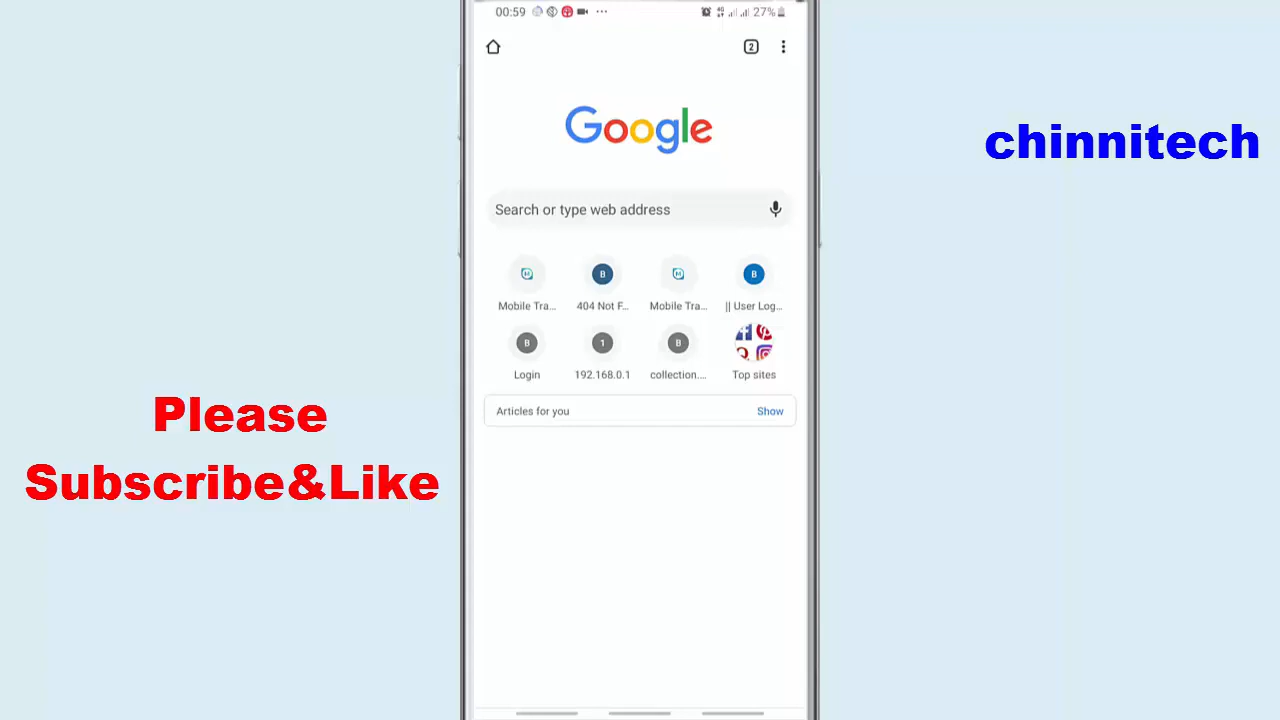 00:59 27%
2
Google
Search or type web address
M B M B
Mobile Tra... 404 Not F... Mobile Tra... || User Log...
B 1 B
Login 192.168.0.1 collection.... Top sites
Articles for you Show
chinnitech
Please
Subscribe&Like